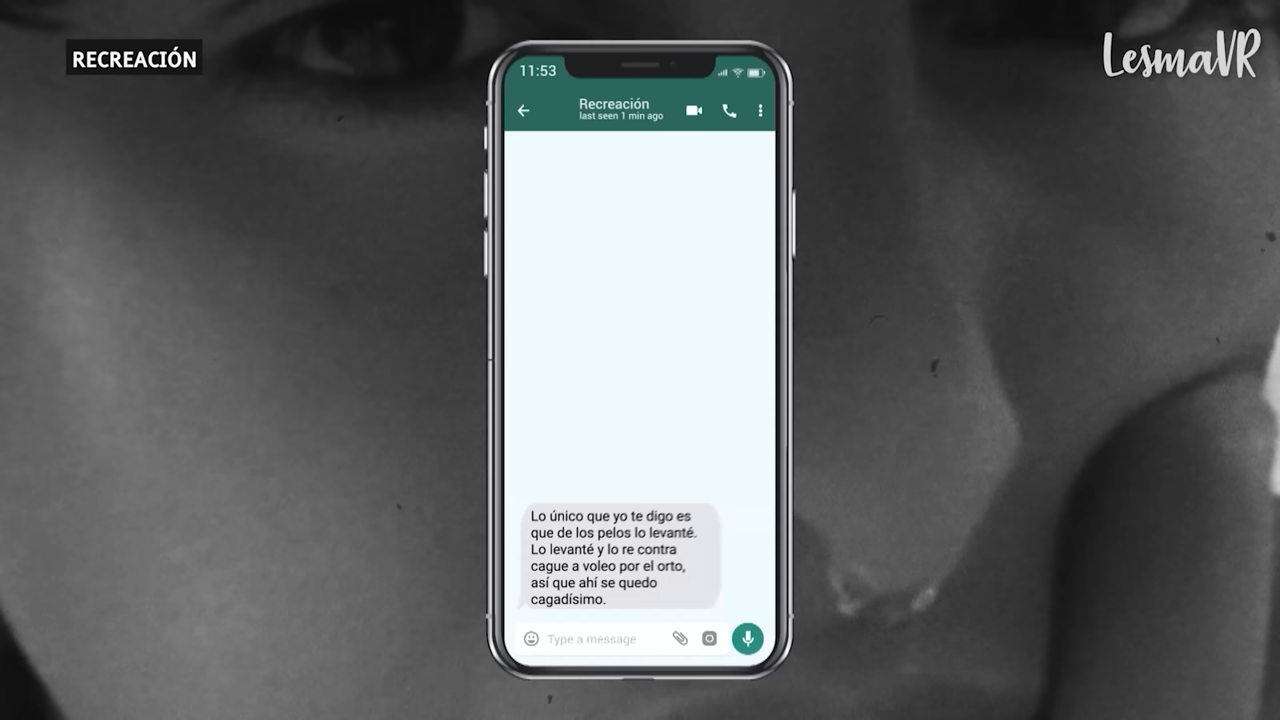 RECREACIÓN
LesmaVR
11:53
Recreación
last seen 1 min ago
Lo único que yo te digo es
que de los pelos lo levanté.
Lo levanté y lo re contra
cague a voleo por el orto,
así que ahí se quedo
cagadísimo.
Type a message